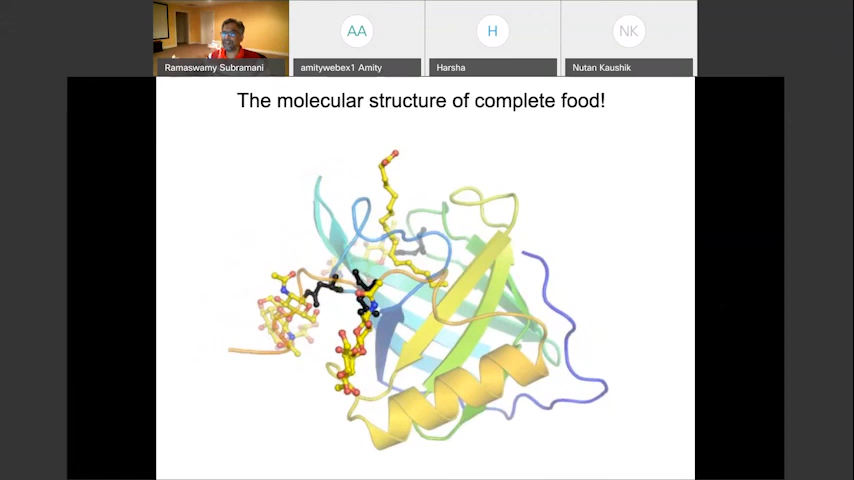 AA
H
NK
Ramaswamy Subramani
amitywebex1 Amity
Harsha
Nutan Kaushik
The molecular structure of complete food!